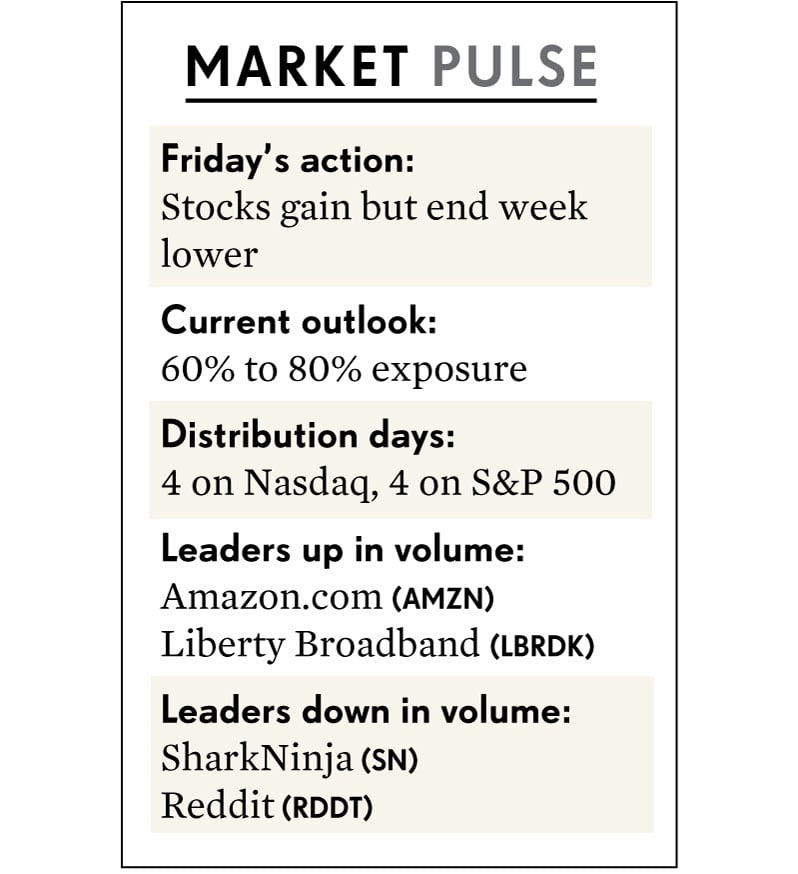 MARKET PULSE
Friday’s action:
Stocks gain but end week
lower
Current outlook:
60% to 80% exposure
Distribution days:
4 on Nasdaq, 4 on S&P 500
Leaders up in volume:
Amazon.com (AMZN)
Liberty Broadband (LBRDK)
Leaders down in volume:
SharkNinja (SN)
Reddit (RDDT)